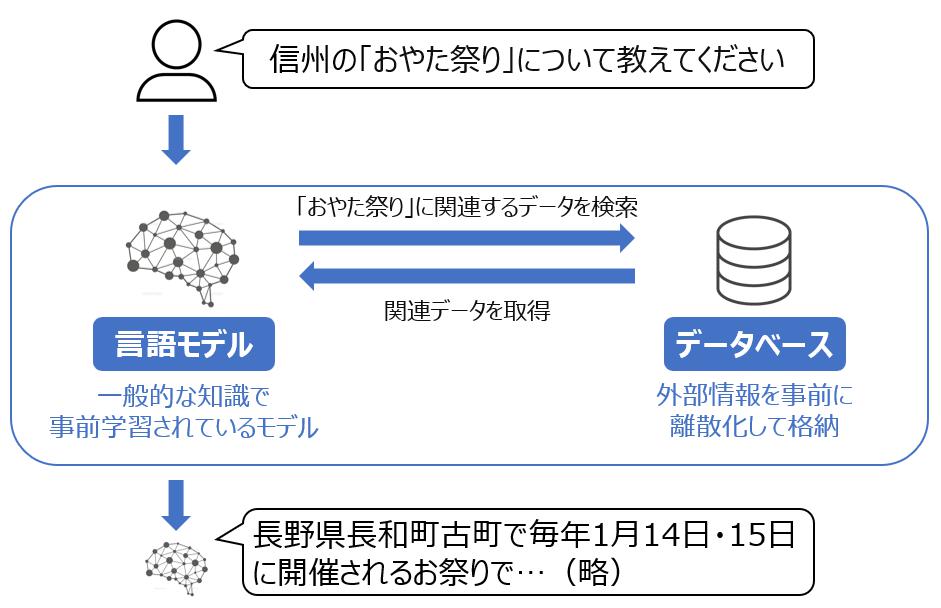 信州の「おやた祭り」について教えてください
「おやた祭り」に関連するデータを検索
関連データを取得
言語モデル
一般的な知識で
事前学習されているモデル
データベース
外部情報を事前に
離散化して格納
長野県長和町古町で毎年1月14日・15日
に開催されるお祭りで…（略）